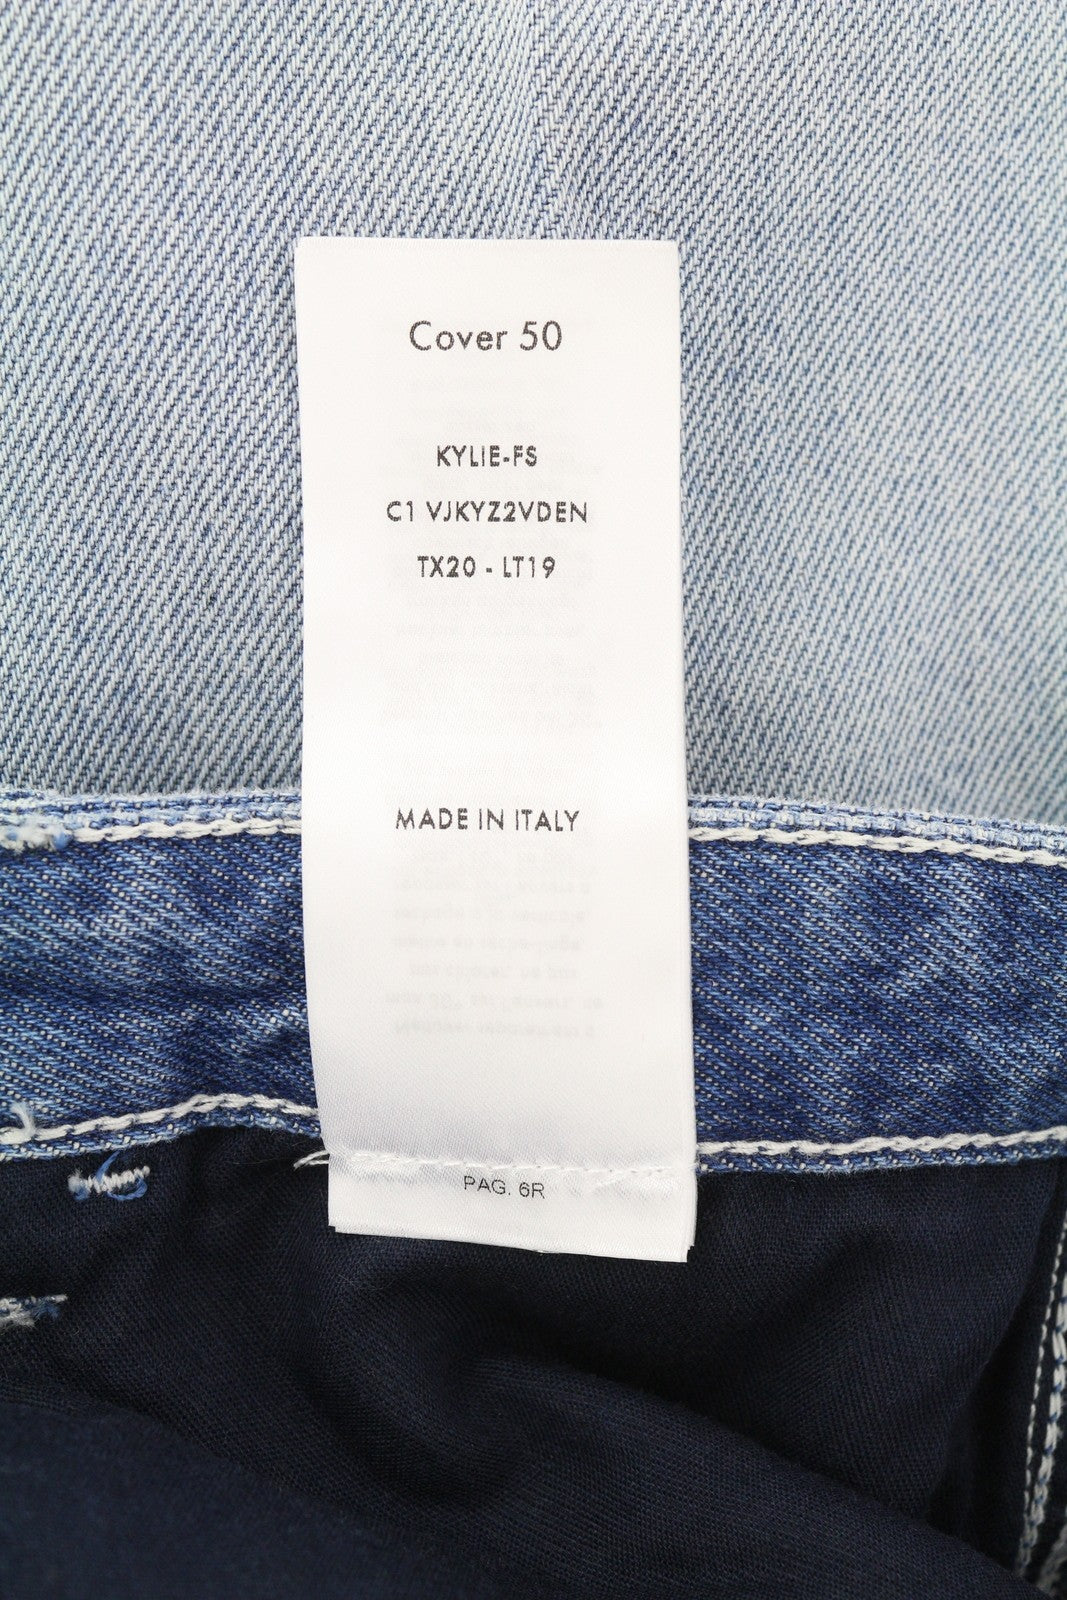 Cover 50
KYLIE-FS
C1 VJKYZ2VDEN
TX20 - LT19
MADE IN ITALY
PAG. 6R